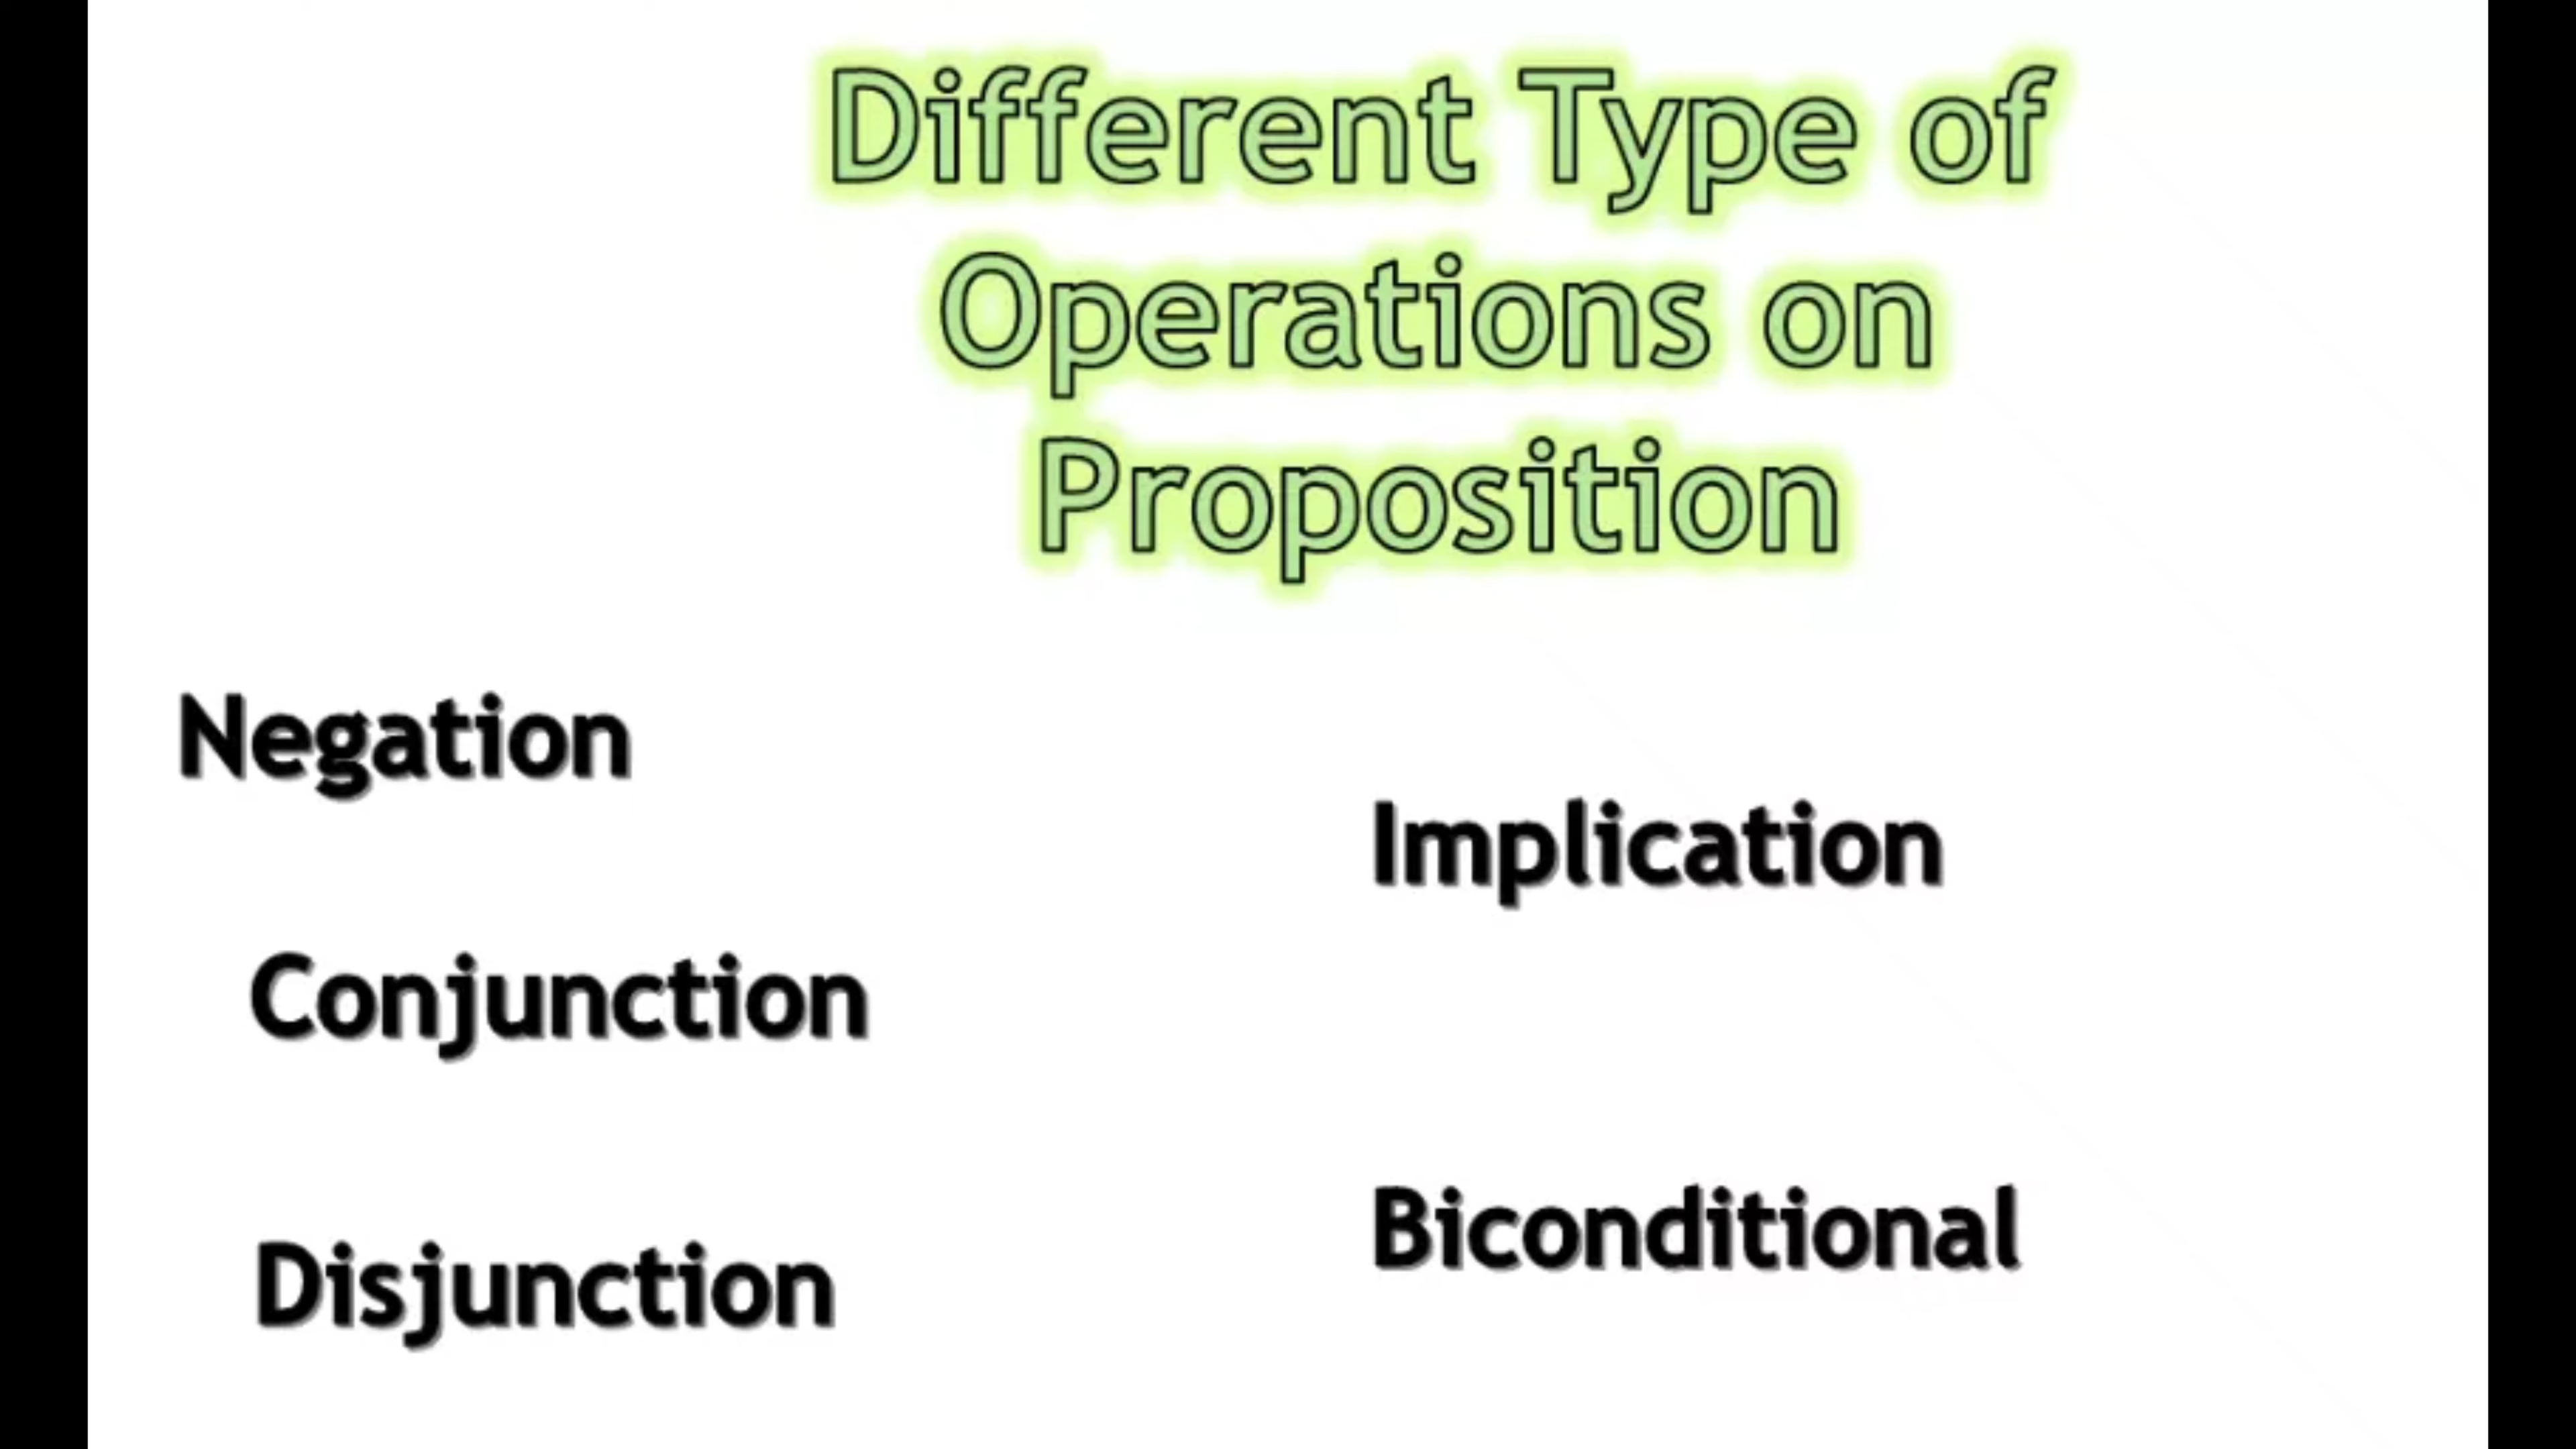 Different Type of
Operations on
Proposition
Negation
Implication
Conjunction
Biconditional
Disjunction